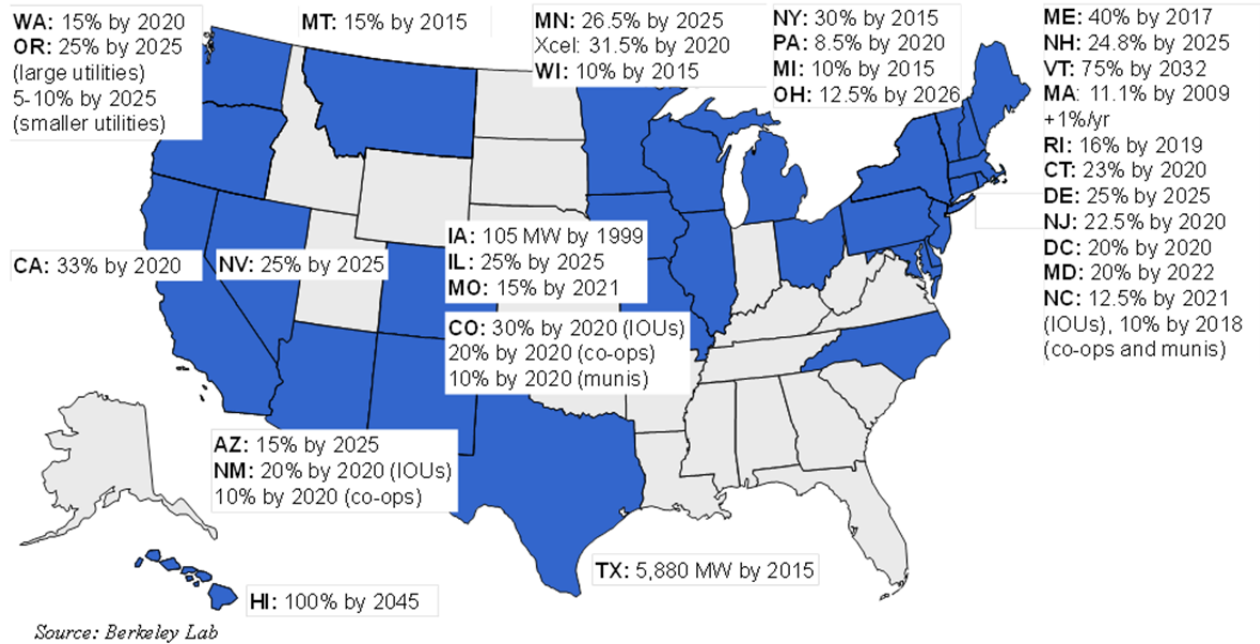 WA: 15% by 2020
OR: 25% by 2025
(large utilities)
5-10% by 2025
(smaller utilities)
MT: 15% by 2015
MN: 26.5% by 2025
Xcel: 31.5% by 2020
WI: 10% by 2015
NY: 30% by 2015
PA: 8.5% by 2020
MI: 10% by 2015
OH: 12.5% by 2026
ME: 40% by 2017
NH: 24.8% by 2025
VT: 75% by 2032
MA: 11.1% by 2009
+1%/yr
RI: 16% by 2019
CT: 23% by 2020
DE: 25% by 2025
NJ: 22.5% by 2020
DC: 20% by 2020
MD: 20% by 2022
NC: 12.5% by 2021
(IOUs), 10% by 2018
(co-ops and munis)
CA: 33% by 2020
NV: 25% by 2025
IA: 105 MW by 1999
IL: 25% by 2025
MO: 15% by 2021
CO: 30% by 2020 (IOUs)
20% by 2020 (co-ops)
10% by 2020 (munis)
AZ: 15% by 2025
NM: 20% by 2020 (IOUs)
10% by 2020 (co-ops)
TX: 5,880 MW by 2015
HI: 100% by 2045
Source: Berkeley Lab